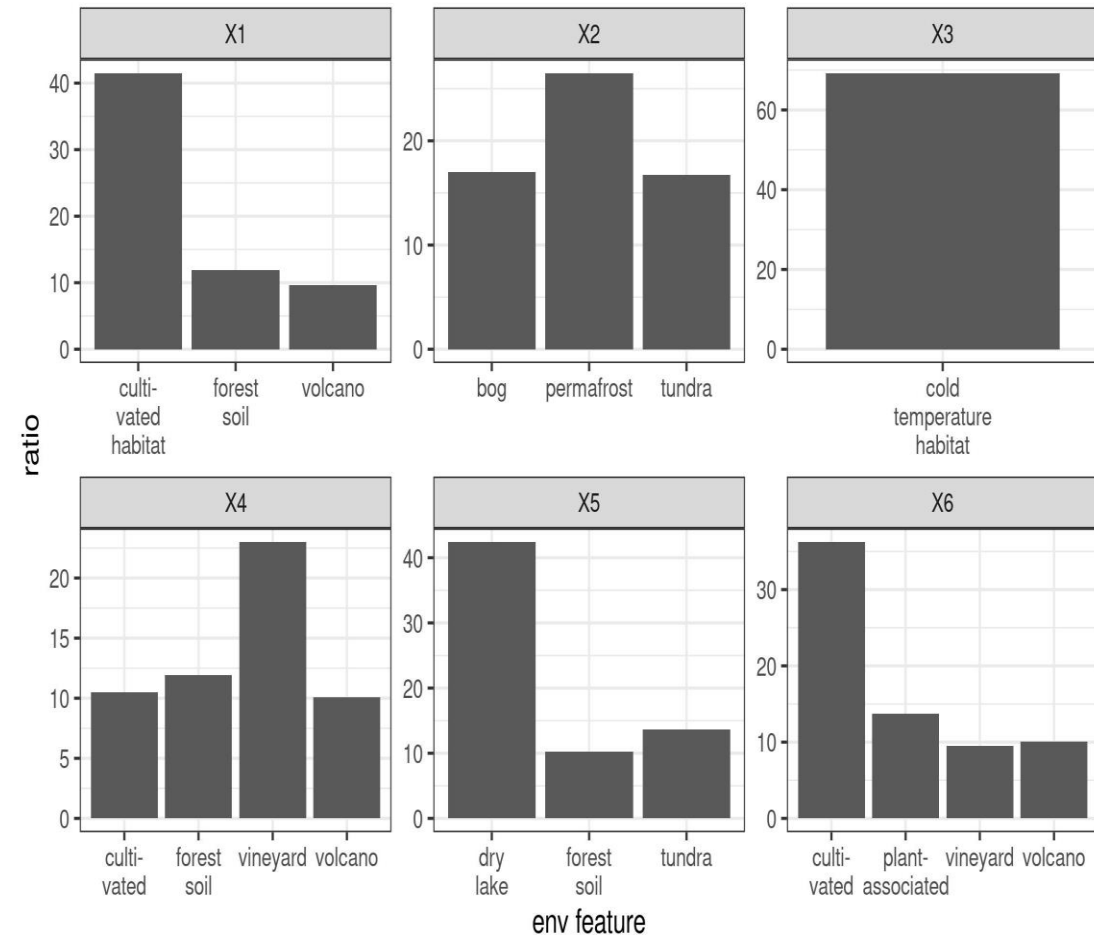 X1
40
30
20
10
0
culti-
vated
habitat
forest
soil
volcano
X2
20
10
0
bog
permafrost
tundra
X3
60
40
20
0
cold
temperature
habitat
ratio
X4
20
15
10
5
0
culti-
vated
forest
soil
vineyard
volcano
X5
40
30
20
10
0
dry
lake
forest
soil
tundra
X6
30
20
10
0
culti-
vated
plant-
associated
vineyard
volcano
env feature